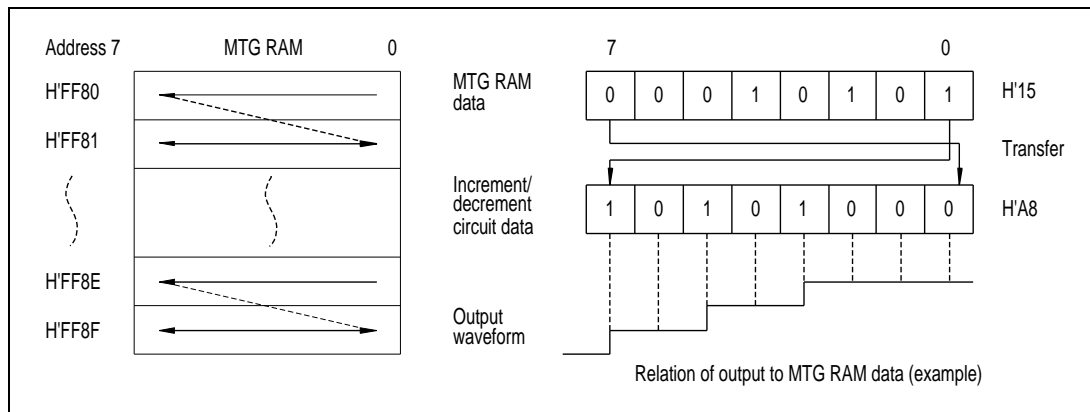 Address 7 MTG RAM 0
H'FF80
H'FF81
H'FF8E
H'FF8F
7 0
MTG RAM
data
0 0 0 1 0 1 0 1
H'15
Transfer
Increment/
decrement
circuit data
1 0 1 0 1 0 0 0
H'A8
Output
waveform
Relation of output to MTG RAM data (example)